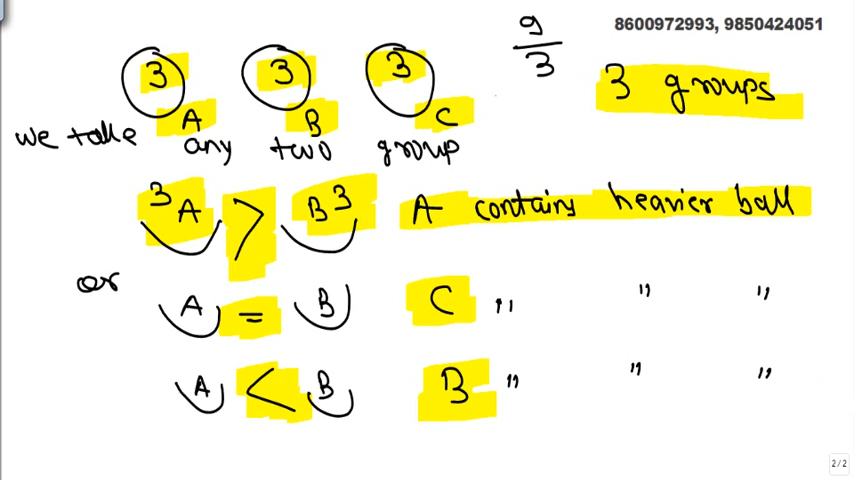 9
8600972993, 9850424051
3
3 3 3
3 groups
A B C
we take any two group
3A > B3 A contains heavier ball
or
A = B C " " "
A < B B " " "
2/2